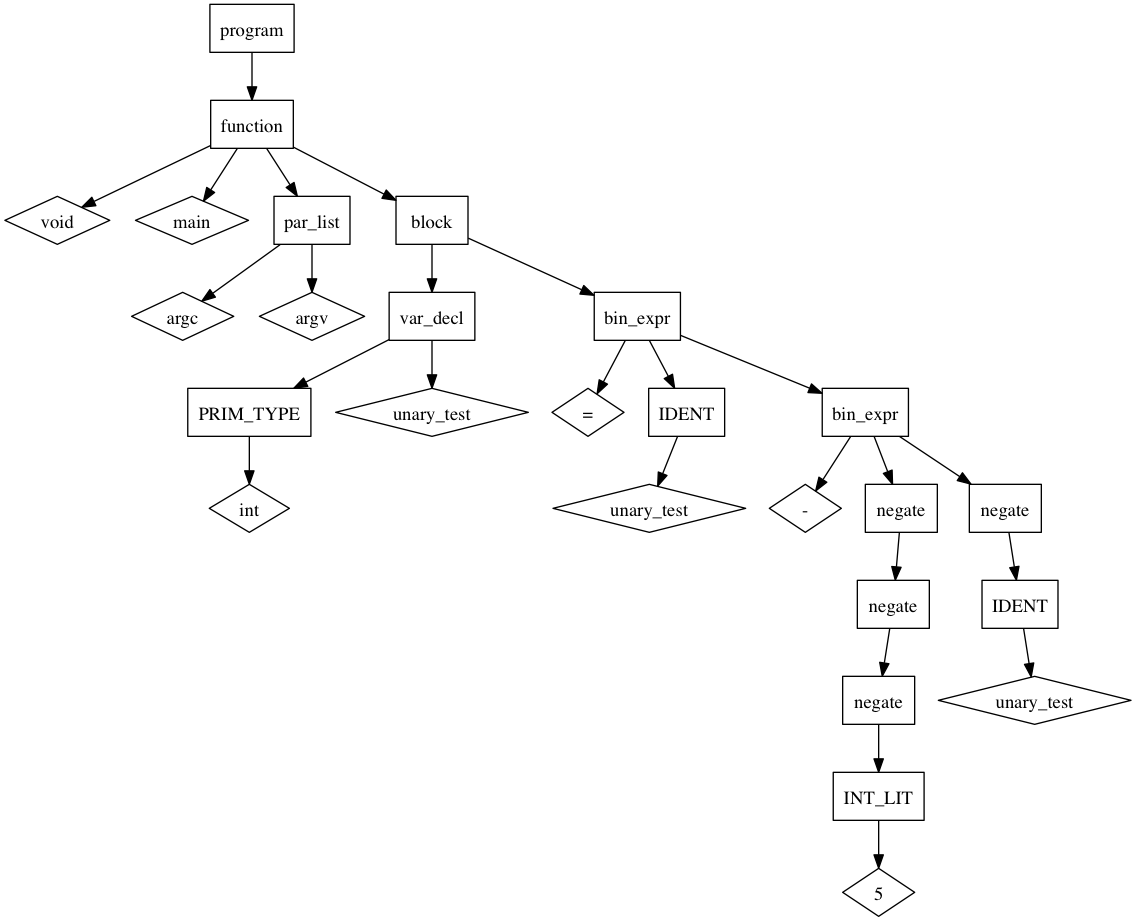 program
function
void
main
par_list
block
argc
argv
var_decl
bin_expr
PRIM_TYPE
unary_test
=
IDENT
bin_expr
int
unary_test
-
negate
negate
negate
IDENT
negate
unary_test
INT_LIT
5